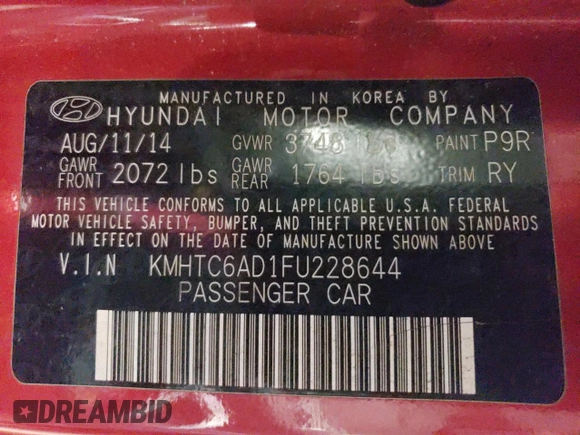 MANUFACTURED IN KOREA BY
HYUNDAI MOTOR COMPANY
AUG/11/14 GVWR 3748 lbs PAINT P9R
GAWR FRONT 2072 lbs GAWR REAR 1764 lbs TRIM RY
THIS VEHICLE CONFORMS TO ALL APPLICABLE U.S.A. FEDERAL
MOTOR VEHICLE SAFETY, BUMPER, AND THEFT PREVENTION STANDARDS
IN EFFECT ON THE DATE OF MANUFACTURE SHOWN ABOVE
V.I.N KMHTC6AD1FU228644
PASSENGER CAR
DREAMBID